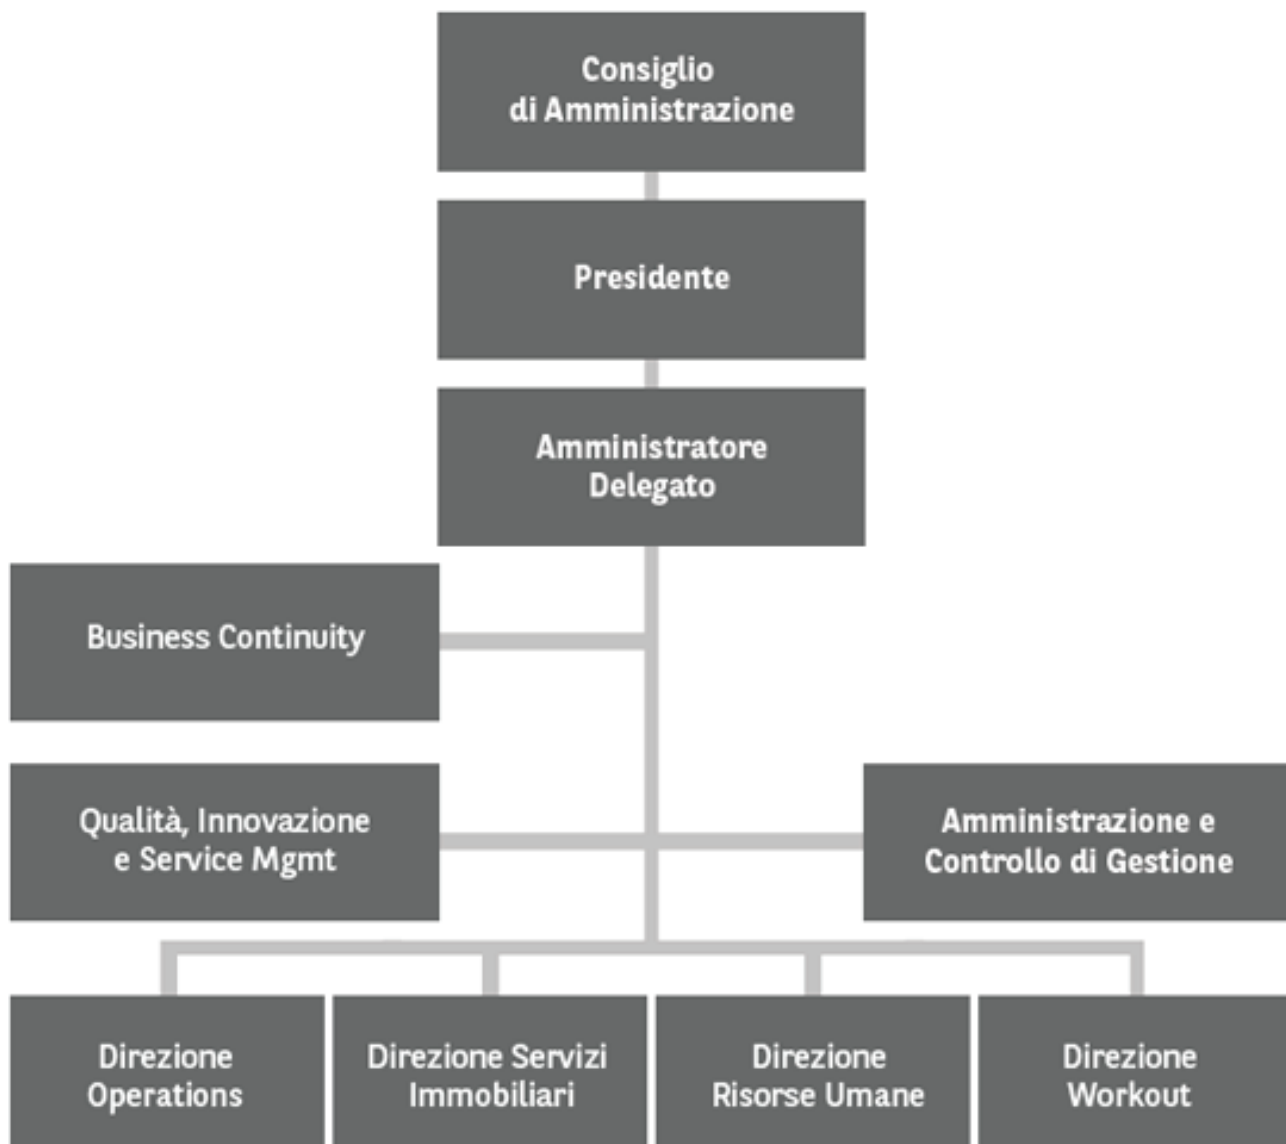 Consiglio
di Amministrazione
Presidente
Amministratore
Delegato
Business Continuity
Qualità, Innovazione
e Service Mgmt
Amministrazione e
Controllo di Gestione
Direzione
Operations
Direzione Servizi
Immobiliari
Direzione
Risorse Umane
Direzione
Workout